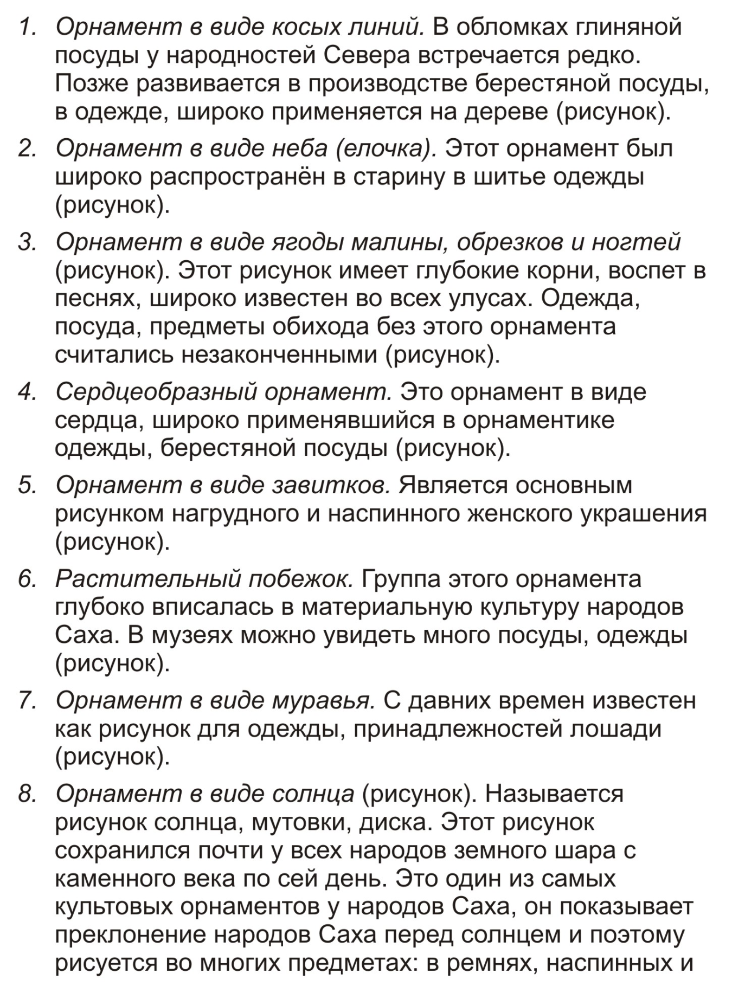 1. Орнамент в виде косых линий. В обломках глиняной
посуды у народностей Севера встречается редко.
Позже развивается в производстве берестяной посуды,
в одежде, широко применяется на дереве (рисунок).
2. Орнамент в виде неба (елочка). Этот орнамент был
широко распространён в старину в шитье одежды
(рисунок).
3. Орнамент в виде ягоды малины, обрезков и ногтей
(рисунок). Этот рисунок имеет глубокие корни, воспет в
песнях, широко известен во всех улусах. Одежда,
посуда, предметы обихода без этого орнамента
считались незаконченными (рисунок).
4. Сердцеобразный орнамент. Это орнамент в виде
сердца, широко применявшийся в орнаментике
одежды, берестяной посуды (рисунок).
5. Орнамент в виде завитков. Является основным
рисунком нагрудного и наспинного женского украшения
(рисунок).
6. Растительный побежок. Группа этого орнамента
глубоко вписалась в материальную культуру народов
Саха. В музеях можно увидеть много посуды, одежды
(рисунок).
7. Орнамент в виде муравья. С давних времен известен
как рисунок для одежды, принадлежностей лошади
(рисунок).
8. Орнамент в виде солнца (рисунок). Называется
рисунок солнца, мутовки, диска. Этот рисунок
сохранился почти у всех народов земного шара с
каменного века по сей день. Это один из самых
культовых орнаментов у народов Саха, он показывает
преклонение народов Саха перед солнцем и поэтому
рисуется во многих предметах: в ремнях, наспинных и